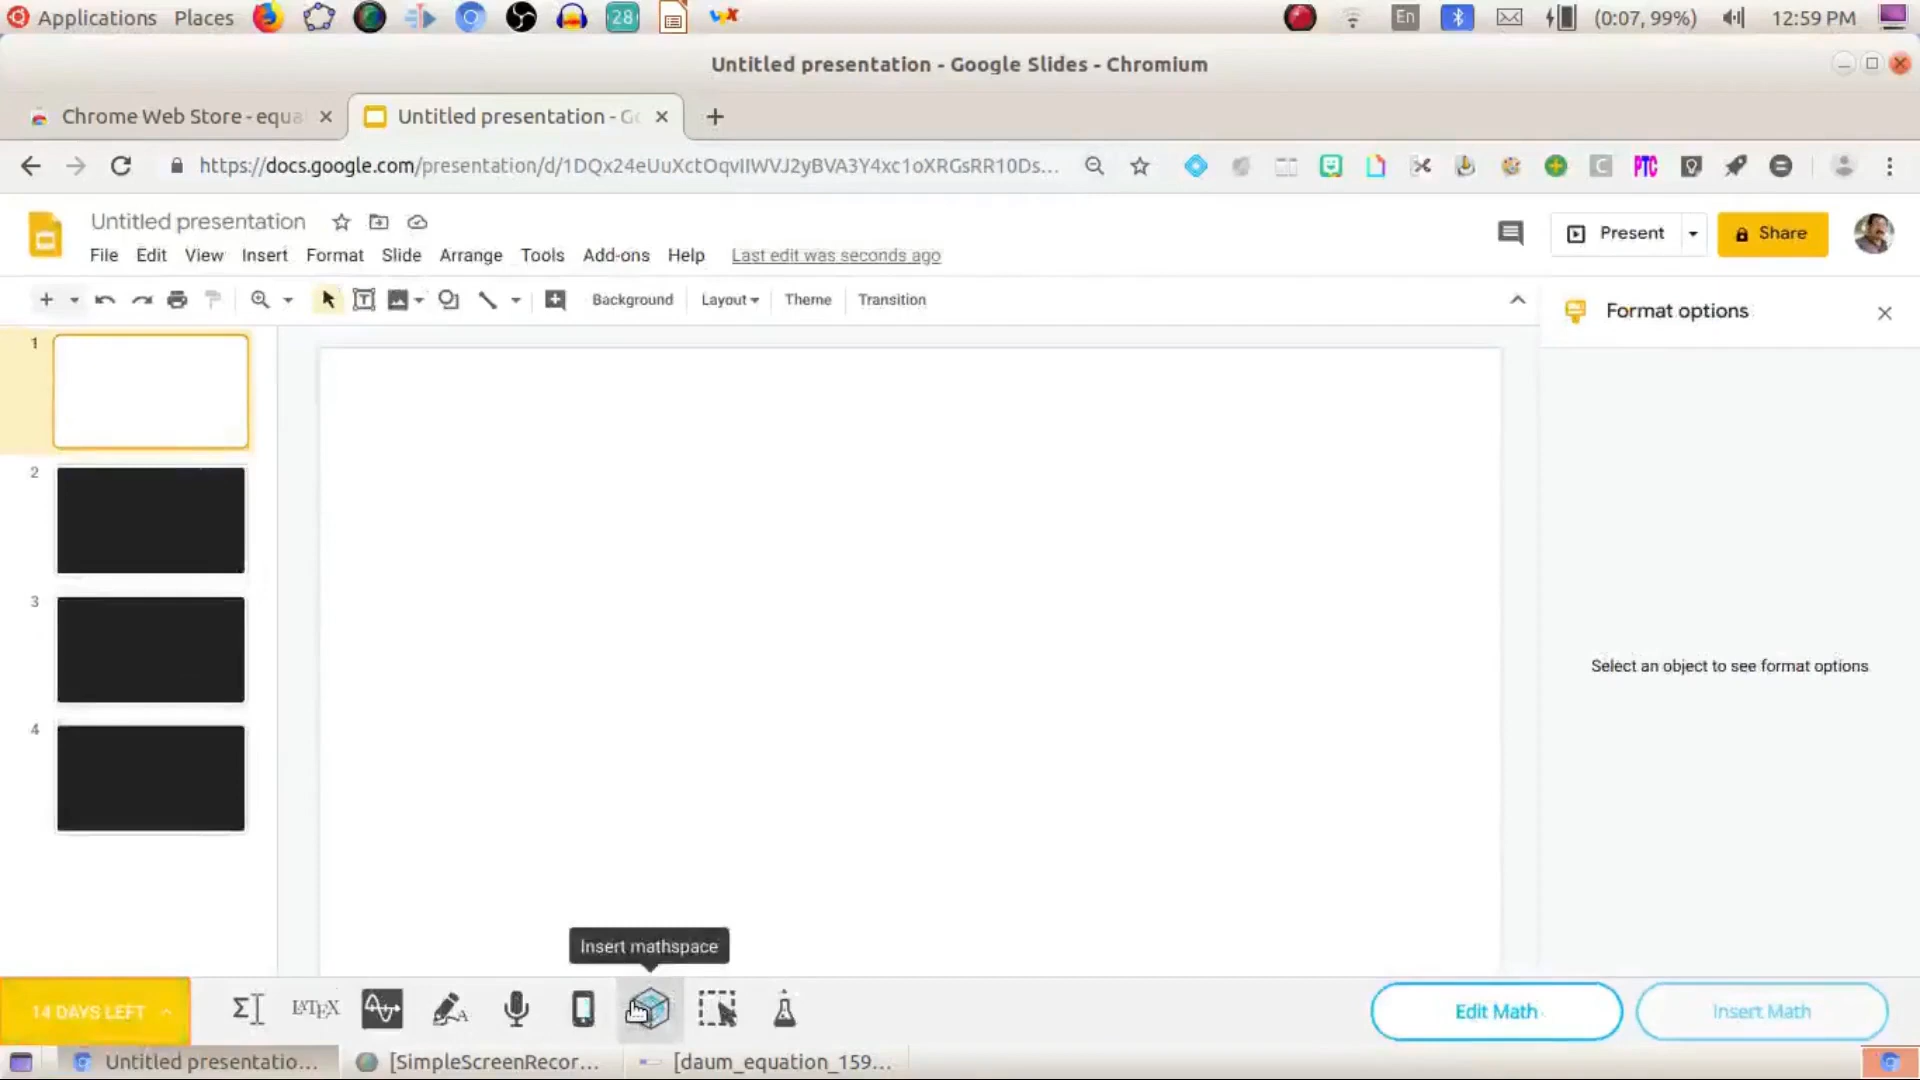 Applications Places 28 En (0:07, 99%) 12:59 PM
Untitled presentation - Google Slides - Chromium
Chrome Web Store - equa Untitled presentation - Go
https://docs.google.com/presentation/d/1DQx24eUuXctOqvIIWVJ2yBVA3Y4xc1oXRGsRR10Ds... C PTC
Untitled presentation
Present Share
File Edit View Insert Format Slide Arrange Tools Add-ons Help Last edit was seconds ago
Background Layout Theme Transition
Format options
1
2
3
4
Select an object to see format options
Insert mathspace
14 DAYS LEFT LATEX Edit Math Insert Math
Untitled presentatio... [SimpleScreenRecor... [daum_equation_159...